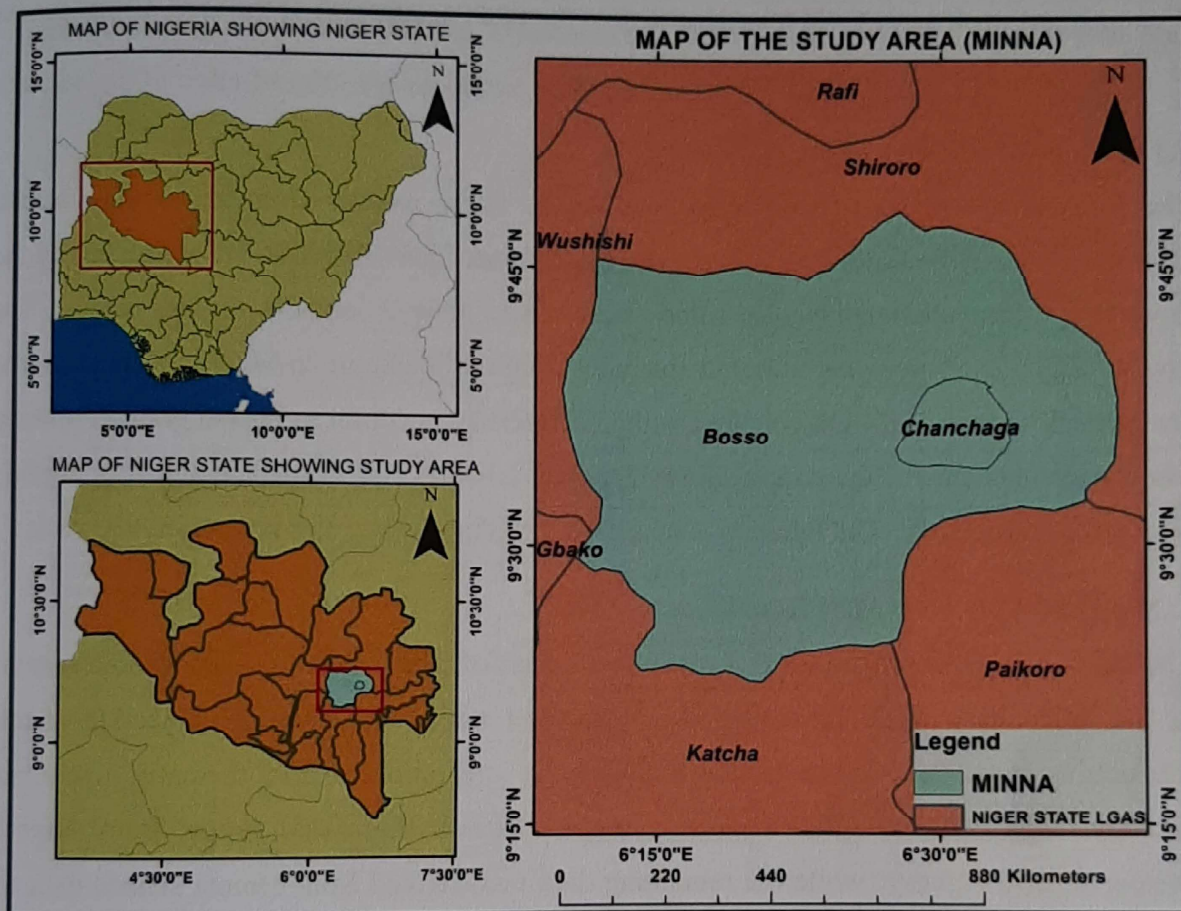 MAP OF NIGERIA SHOWING NIGER STATE
15°0'0"N
15°0'0"N
N
10°0'0"N
10°0'0"N
5°0'0"N
5°0'0"N
5°0'0"E
10°0'0"E
15°0'0"E
MAP OF NIGER STATE SHOWING STUDY AREA
N
10°30'0"N
10°30'0"N
9°0'0"N
9°0'0"N
4°30'0"E
6°0'0"E
7°30'0"E
MAP OF THE STUDY AREA (MINNA)
N
Rafi
Shiroro
Wushishi
9°45'0"N
9°45'0"N
Bosso
Chanchaga
Gbako
9°30'0"N
9°30'0"N
Paikoro
Katcha
Legend
MINNA
NIGER STATE LGAS
9°15'0"N
9°15'0"N
6°15'0"E
6°30'0"E
0 220 440 880 Kilometers